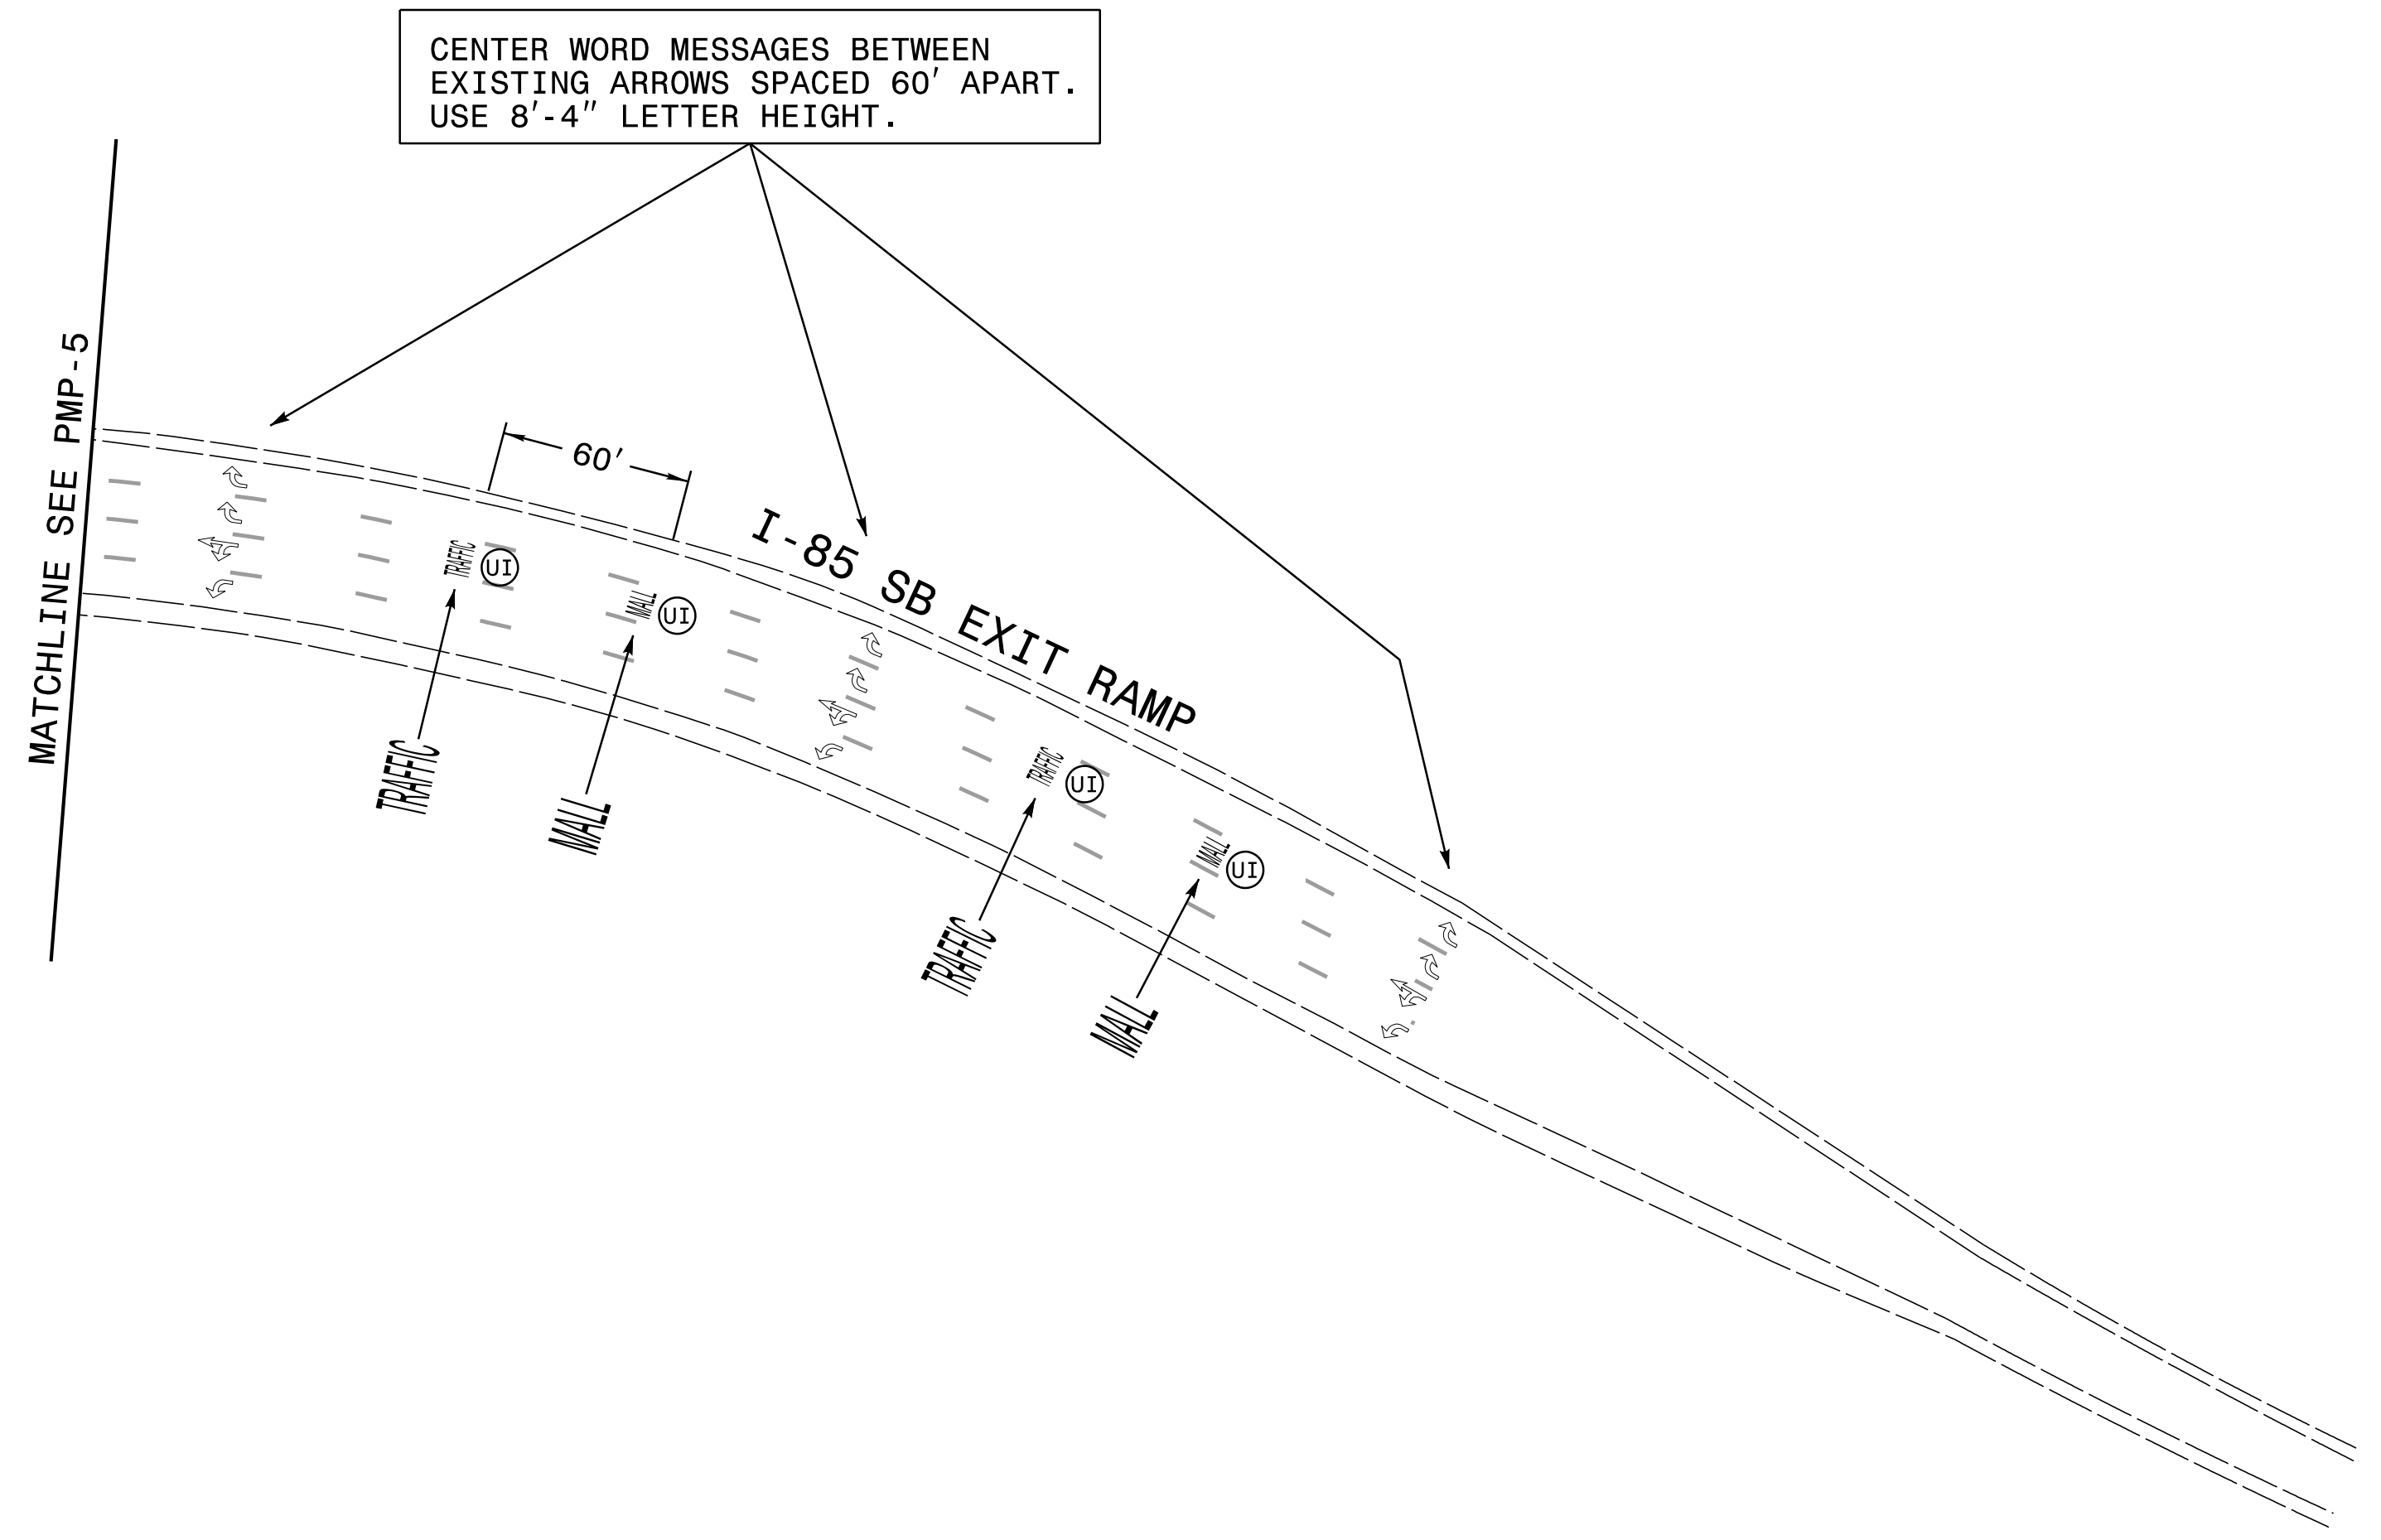 CENTER WORD MESSAGES BETWEEN
EXISTING ARROWS SPACED 60' APART.
USE 8'-4" LETTER HEIGHT.
MATCHLINE SEE PMP-5
60'
I-85 SB EXIT RAMP
TRAFFIC
UI
MALL
UI
TRAFFIC
MALL
TRAFFIC
UI
MALL
UI
TRAFFIC
MALL